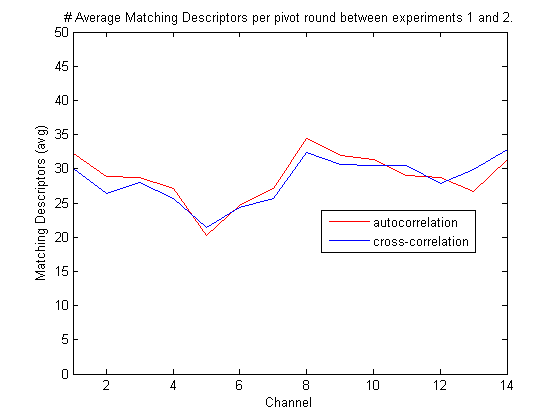 # Average Matching Descriptors per pivot round between experiments 1 and 2.
50
45
40
35
30
25
20
15
10
5
0
Matching Descriptors (avg)
autocorrelation
cross-correlation
2 4 6 8 10 12 14
Channel